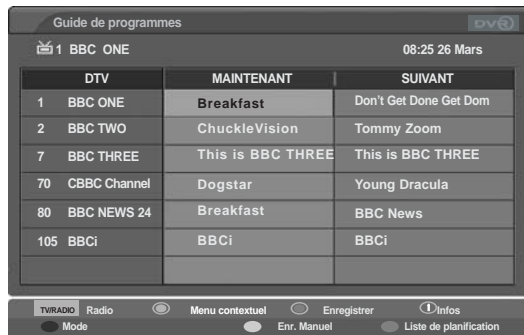 Guide de programmes DVR
1 BBC ONE 08:25 26 Mars
DTV MAINTENANT SUIVANT
1 BBC ONE Breakfast Don't Get Done Get Dom
2 BBC TWO ChuckleVision Tommy Zoom
7 BBC THREE This is BBC THREE This is BBC THREE
70 CBBC Channel Dogstar Young Dracula
80 BBC NEWS 24 Breakfast BBC News
105 BBCi BBCi BBCi
TV/RADIO Radio Menu contextuel Enregistrer Infos
Mode Enr. Manuel Liste de planification